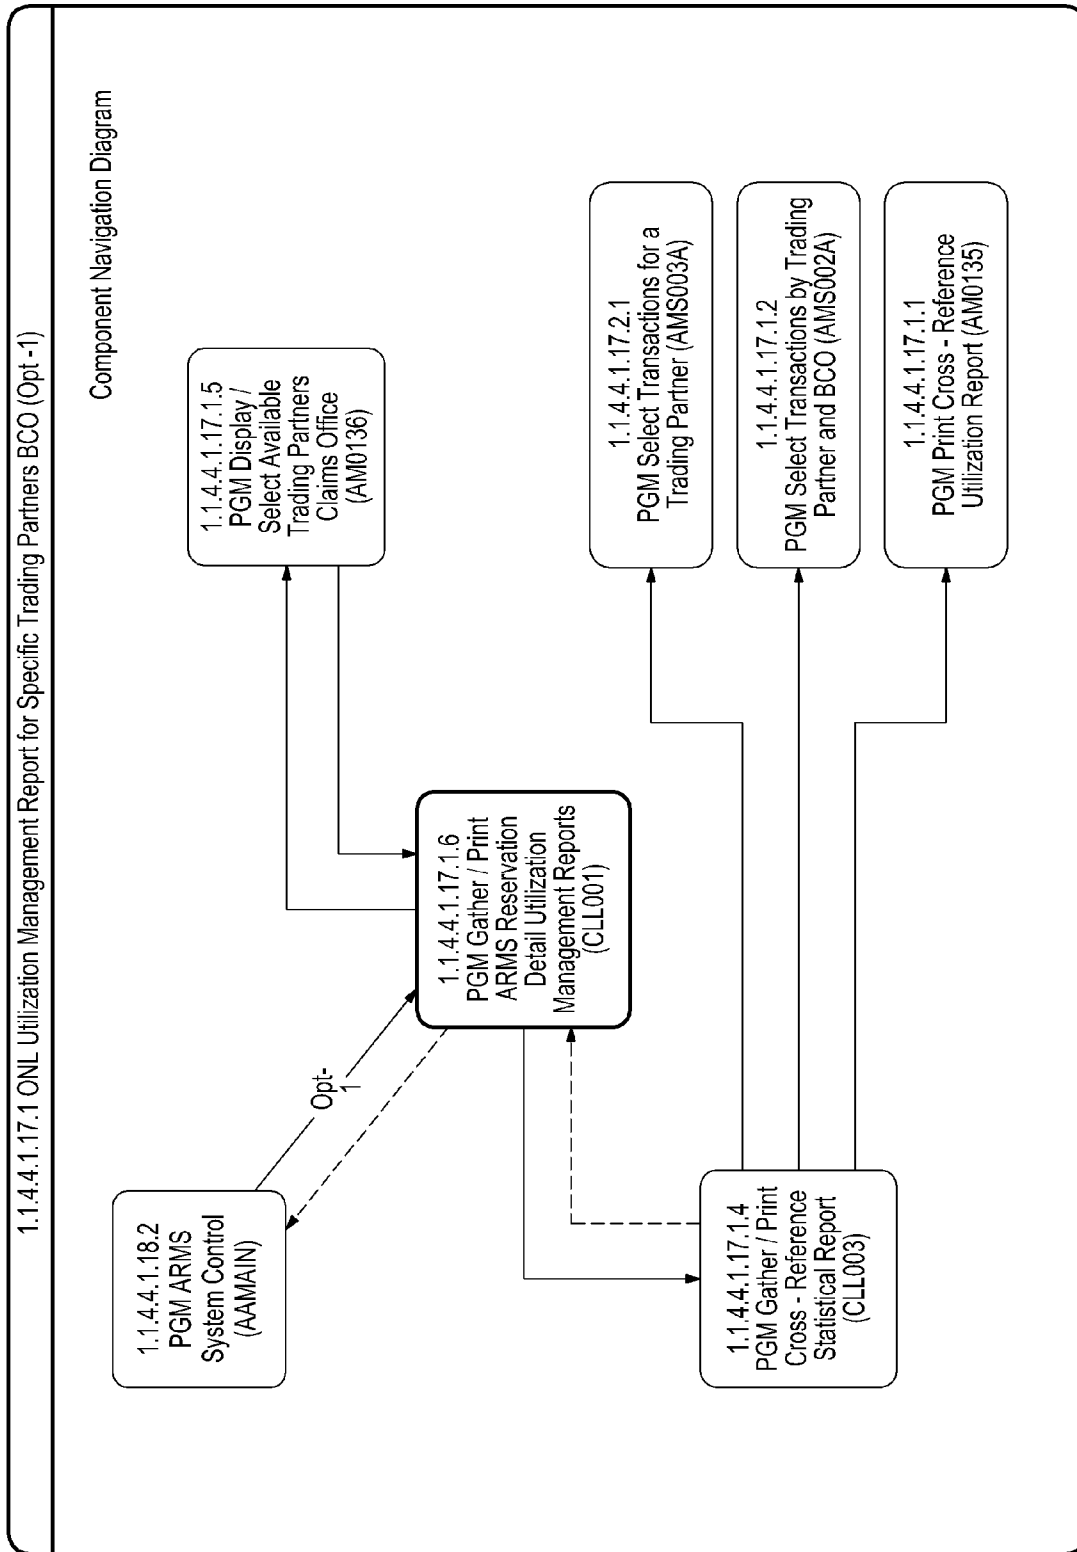 1.1.4.4.1.17.1 ONL Utilization Management Report for Specific Trading Partners BCO (Opt -1)
Component Navigation Diagram
1.1.4.4.1.18.2
PGM ARMS
System Control
(AAMAIN)
Opt-
1
1.1.4.4.1.17.1.5
PGM Display /
Select Available
Trading Partners
Claims Office
(AM0136)
1.1.4.4.1.17.1.6
PGM Gather / Print
ARMS Reservation
Detail Utilization
Management Reports
(CLL001)
1.1.4.4.1.17.1.4
PGM Gather / Print
Cross - Reference
Statistical Report
(CLL003)
1.1.4.4.1.17.2.1
PGM Select Transactions for a
Trading Partner (AMS003A)
1.1.4.4.1.17.1.2
PGM Select Transactions by Trading
Partner and BCO (AMS002A)
1.1.4.4.1.17.1.1
PGM Print Cross - Reference
Utilization Report (AM0135)